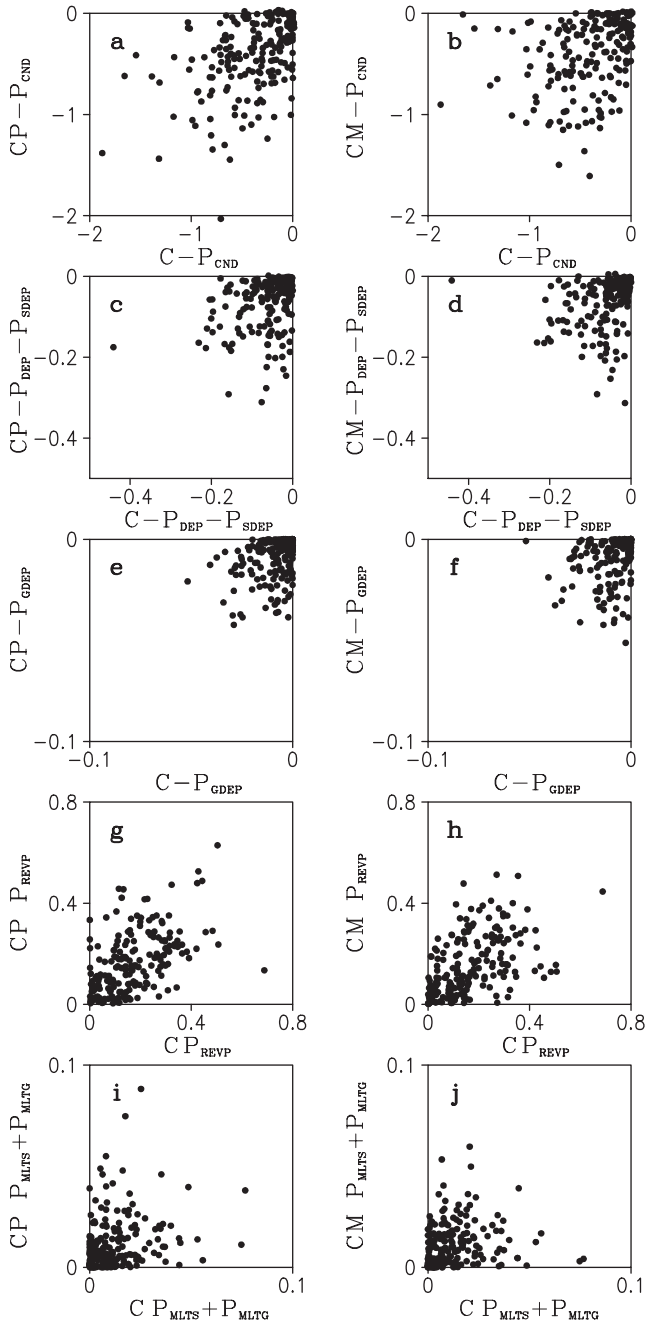 0 0
a b
CP−P_CND CM−P_CND
−1 −1
−2 −2
−2 −1 0 −2 −1 0
C−P_CND C−P_CND
0 0
c d
CP−P_DEP−P_SDEP CM−P_DEP−P_SDEP
−0.2 −0.2
−0.4 −0.4
−0.4 −0.2 0 −0.4 −0.2 0
C−P_DEP−P_SDEP C−P_DEP−P_SDEP
0 0
e f
CP−P_GDEP CM−P_GDEP
−0.1 −0.1
−0.1 0 −0.1 0
C−P_GDEP C−P_GDEP
0.8 0.8
g h
CP P_REVP CM P_REVP
0.4 0.4
0 0
0 0.4 0.8 0 0.4 0.8
CP_REVP CP_REVP
0.1 0.1
i j
CP P_MLTS+P_MLTG CM P_MLTS+P_MLTG
0 0
0 0.1 0 0.1
C P_MLTS+P_MLTG C P_MLTS+P_MLTG